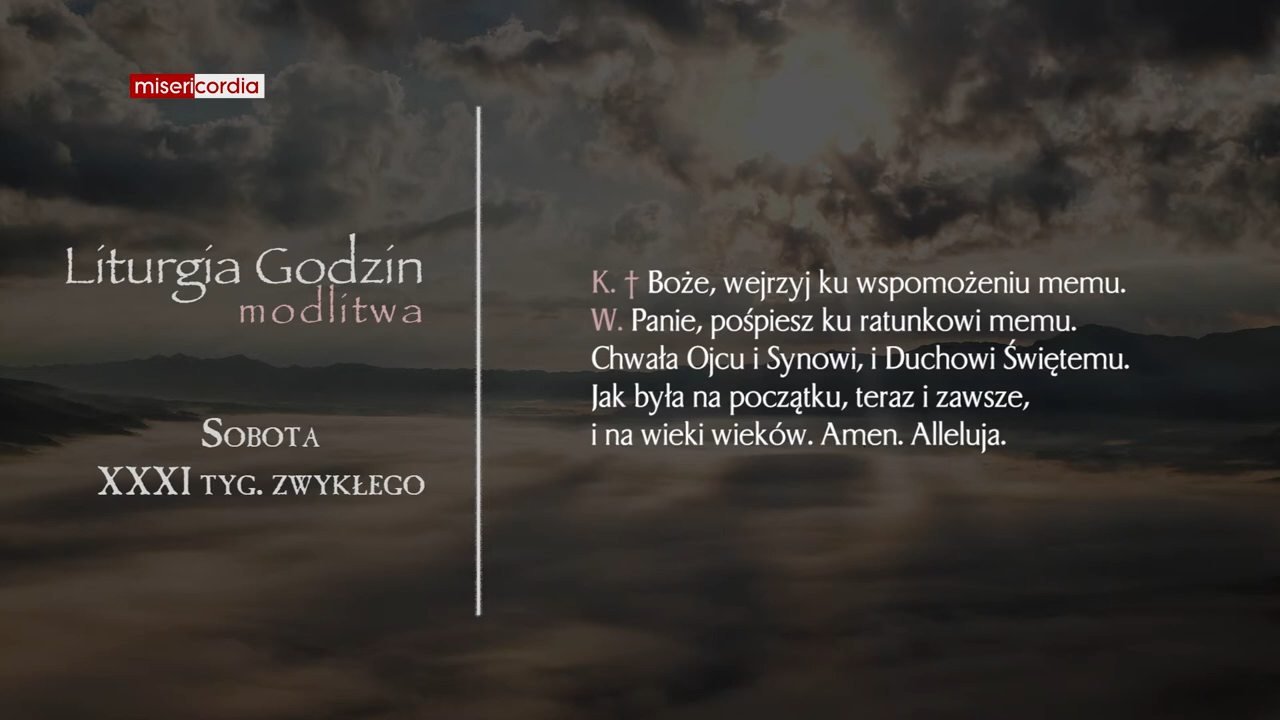 misericordia
Liturgia Godzin
modlitwa
Sobota
XXXI tyg. zwykłego
K. † Boże, wejrzyj ku wspomożeniu memu.
W. Panie, pośpiesz ku ratunkowi memu.
Chwała Ojcu i Synowi, i Duchowi Świętemu.
Jak była na początku, teraz i zawsze,
i na wieki wieków. Amen. Alleluja.